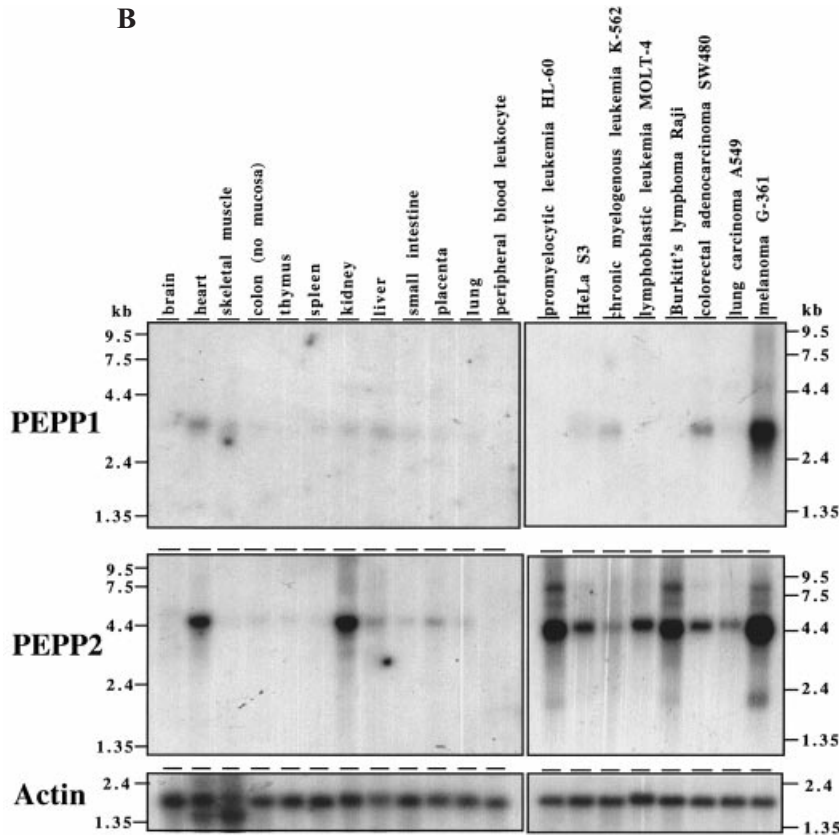 B
brain
heart
skeletal muscle
colon (no mucosa)
thymus
spleen
kidney
liver
small intestine
placenta
lung
peripheral blood leukocyte
promyelocytic leukemia HL-60
HeLa S3
chronic myelogenous leukemia K-562
lymphoblastic leukemia MOLT-4
Burkitt's lymphoma Raji
colorectal adenocarcinoma SW480
lung carcinoma A549
melanoma G-361
kb
kb
PEPP1
9.5
7.5
4.4
2.4
1.35
9.5
7.5
4.4
2.4
1.35
PEPP2
9.5
7.5
4.4
2.4
1.35
9.5
7.5
4.4
2.4
1.35
Actin
2.4
1.35
2.4
1.35